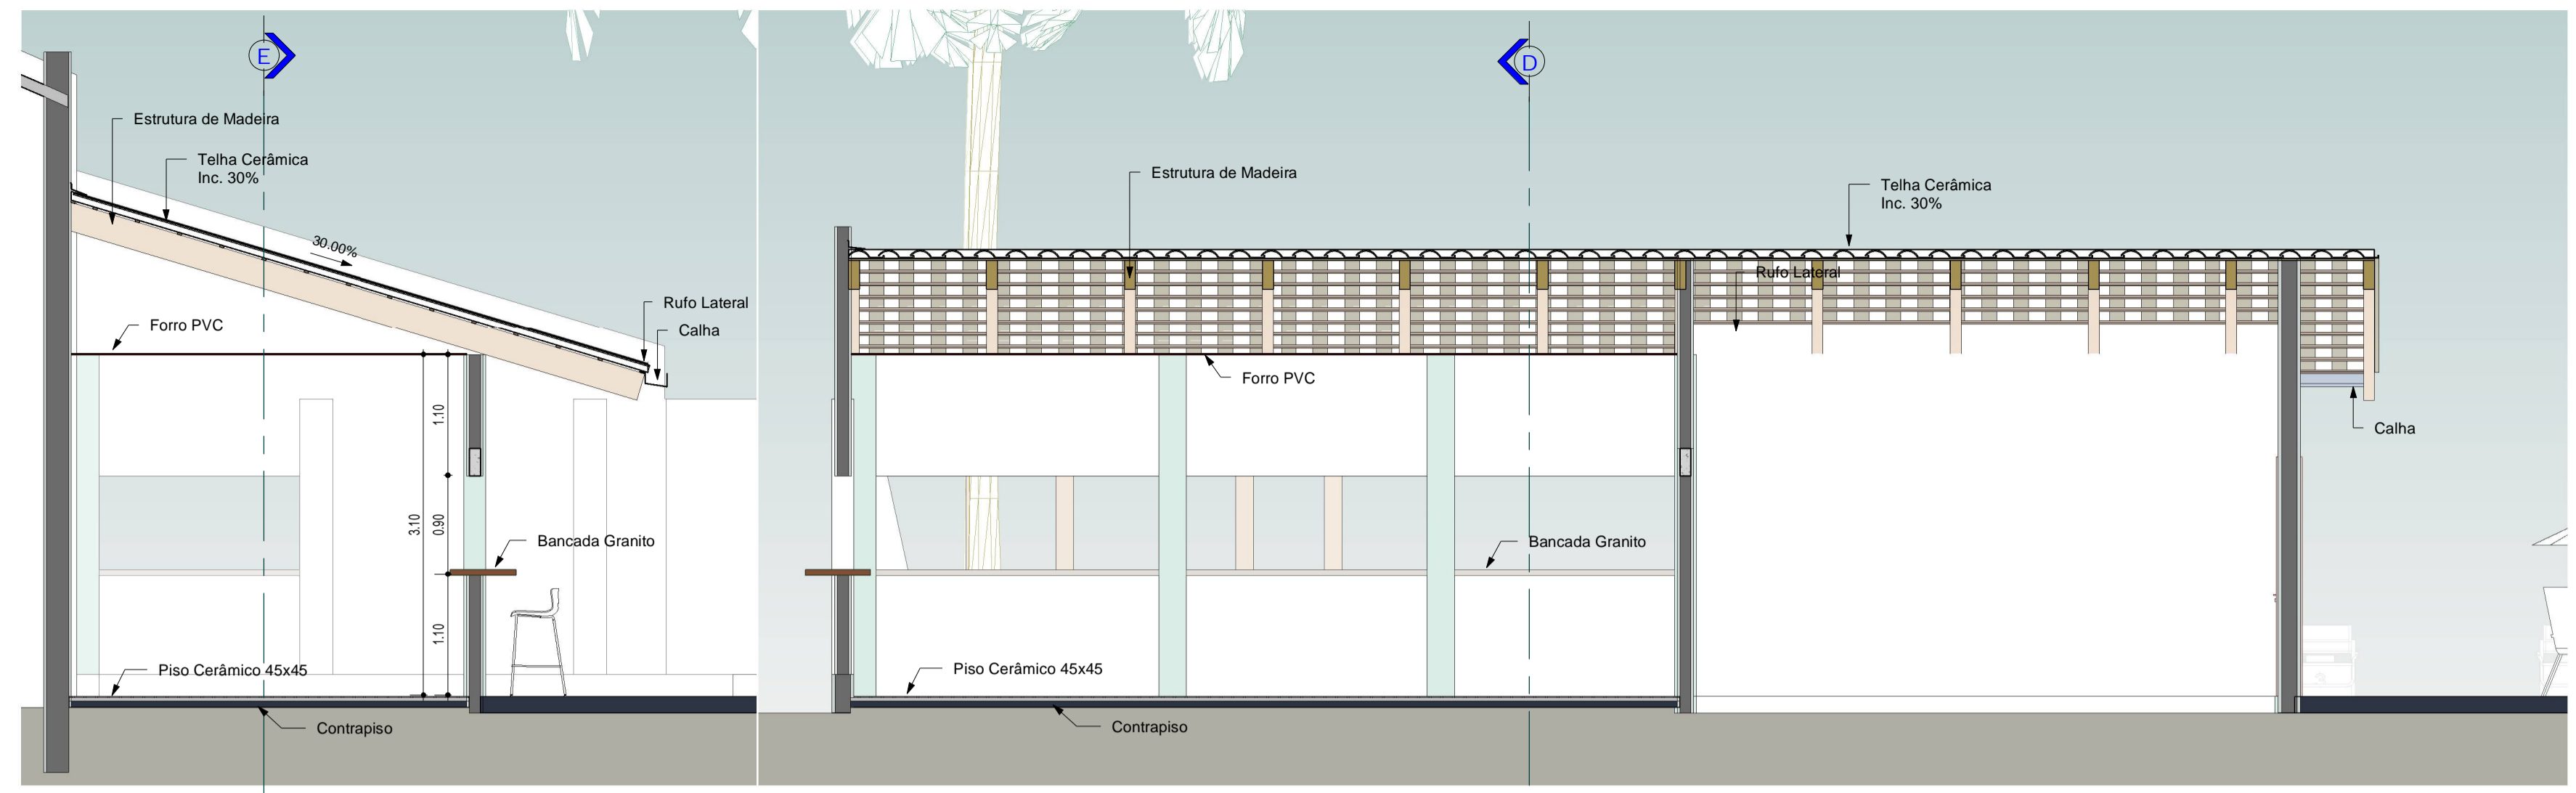 E
Estrutura de Madeira
Telha Cerâmica
Inc. 30%
30.00%
Rufo Lateral
Calha
Forro PVC
1.10
3.10
0.90
Bancada Granito
1.10
Piso Cerâmico 45x45
Contrapiso
D
Estrutura de Madeira
Telha Cerâmica
Inc. 30%
Rufo Lateral
Forro PVC
Calha
Bancada Granito
Piso Cerâmico 45x45
Contrapiso